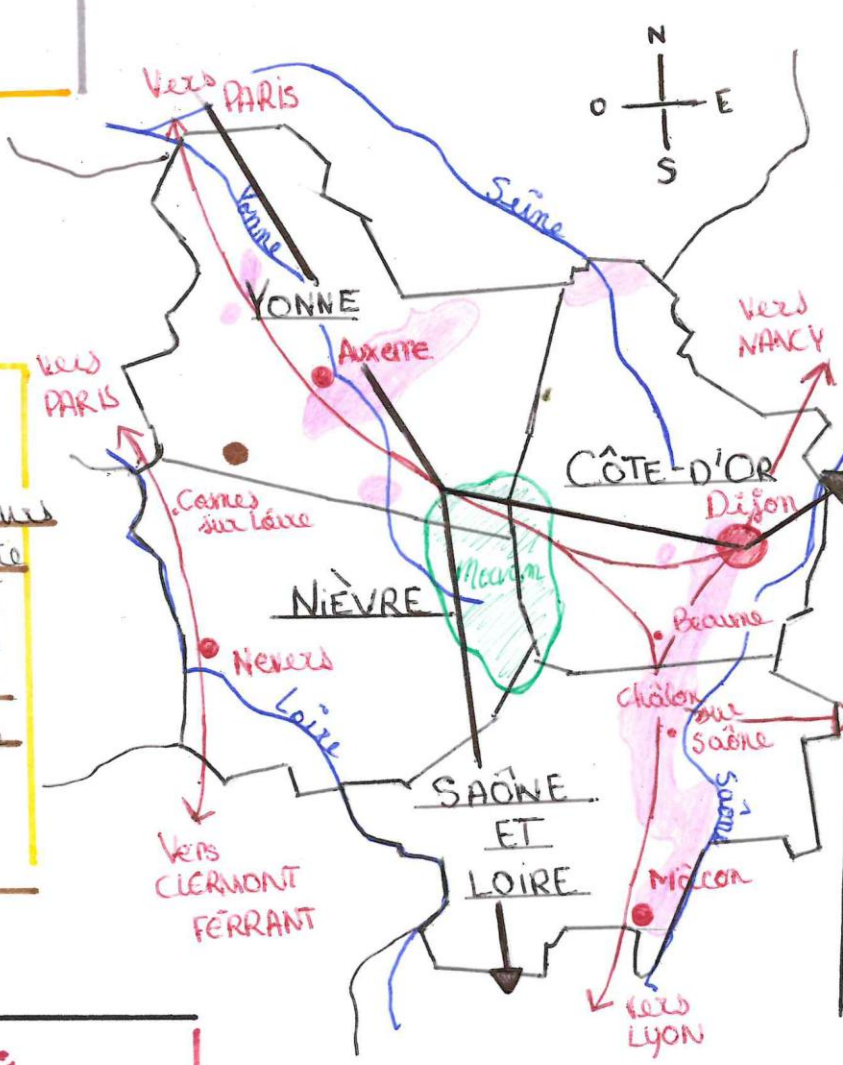 N
O E
S
Vers
PARIS
Seine
Yonne
YONNE
Vers
NANCY
Auxerre
Vers
PARIS
CÔTE-D'OR
Dijon
Cosnes
sur Loire
Morvan
NIÈVRE
Beaune
Nevers
Châlon
sur
Saône
Loire
Saône
SAÔNE
ET
LOIRE
Mâcon
Vers
CLERMONT
FÉRRANT
Vers
LYON